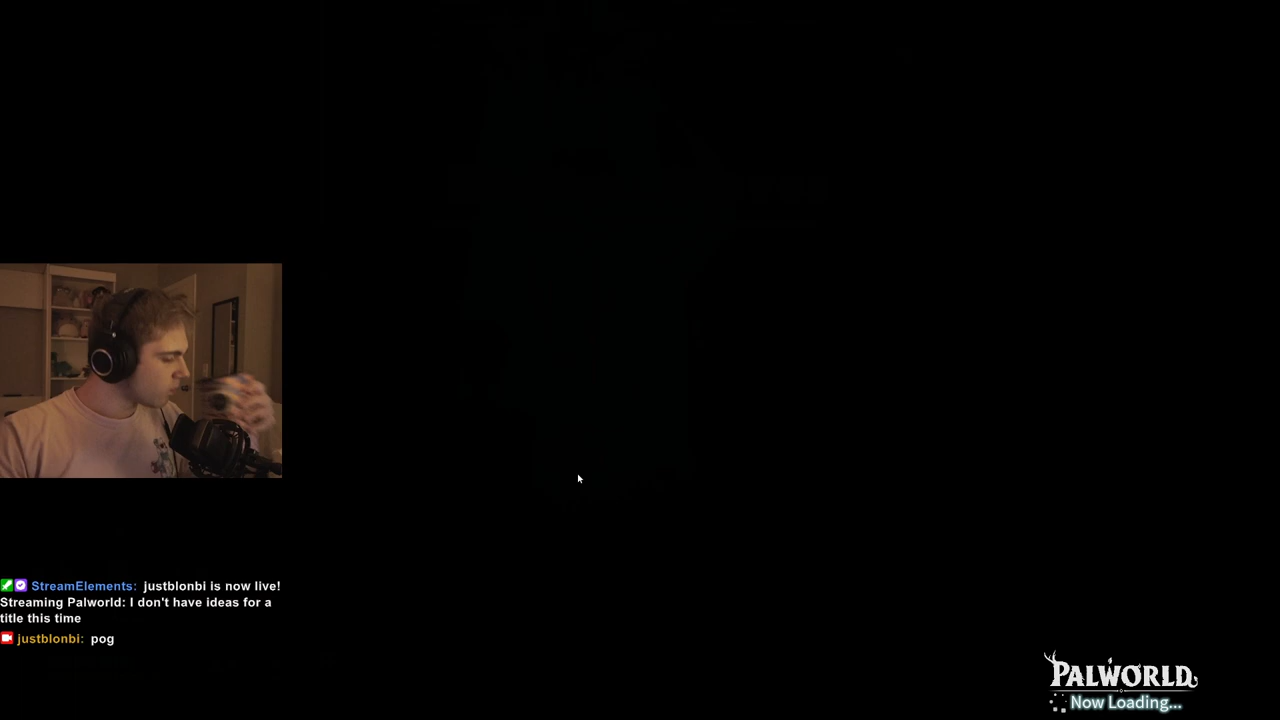 StreamElements: justblonbi is now live!
Streaming Palworld: I don't have ideas for a
title this time
justblonbi: pog
PALWORLD
Now Loading...